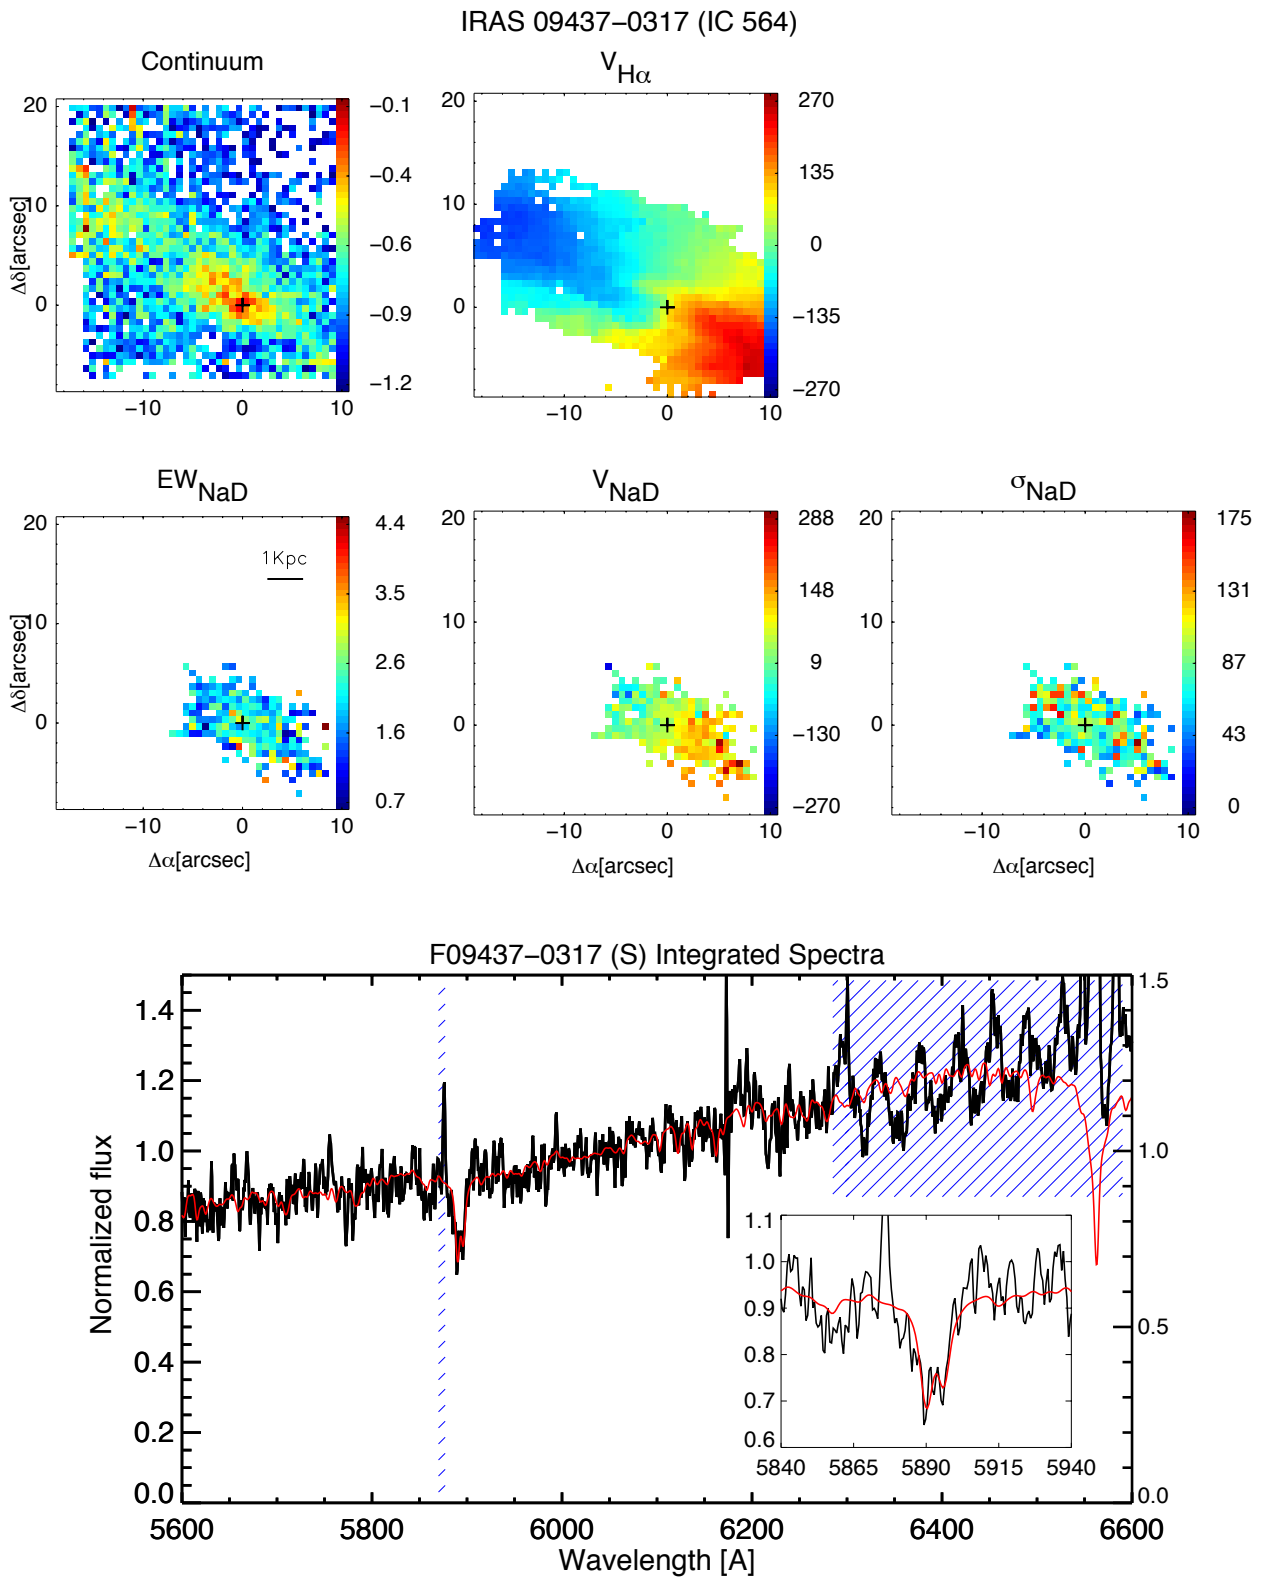 IRAS 09437−0317 (IC 564)
Continuum
20
10
0
−10 0 10
Δδ[arcsec]
−0.1
−0.4
−0.6
−0.9
−1.2
VHα
20
10
0
−10 0 10
270
135
0
−135
−270
EWNaD
1Kpc
20
10
0
−10 0 10
Δδ[arcsec]
Δα[arcsec]
4.4
3.5
2.6
1.6
0.7
VNaD
20
10
0
−10 0 10
Δα[arcsec]
288
148
9
−130
−270
σNaD
20
10
0
−10 0 10
Δα[arcsec]
175
131
87
43
0
F09437−0317 (S) Integrated Spectra
1.4
1.2
1.0
0.8
0.6
0.4
0.2
0.0
Normalized flux
1.5
1.0
0.5
0.0
1.1
1.0
0.9
0.8
0.7
0.6
5840 5865 5890 5915 5940
5600 5800 6000 6200 6400 6600
Wavelength [A]